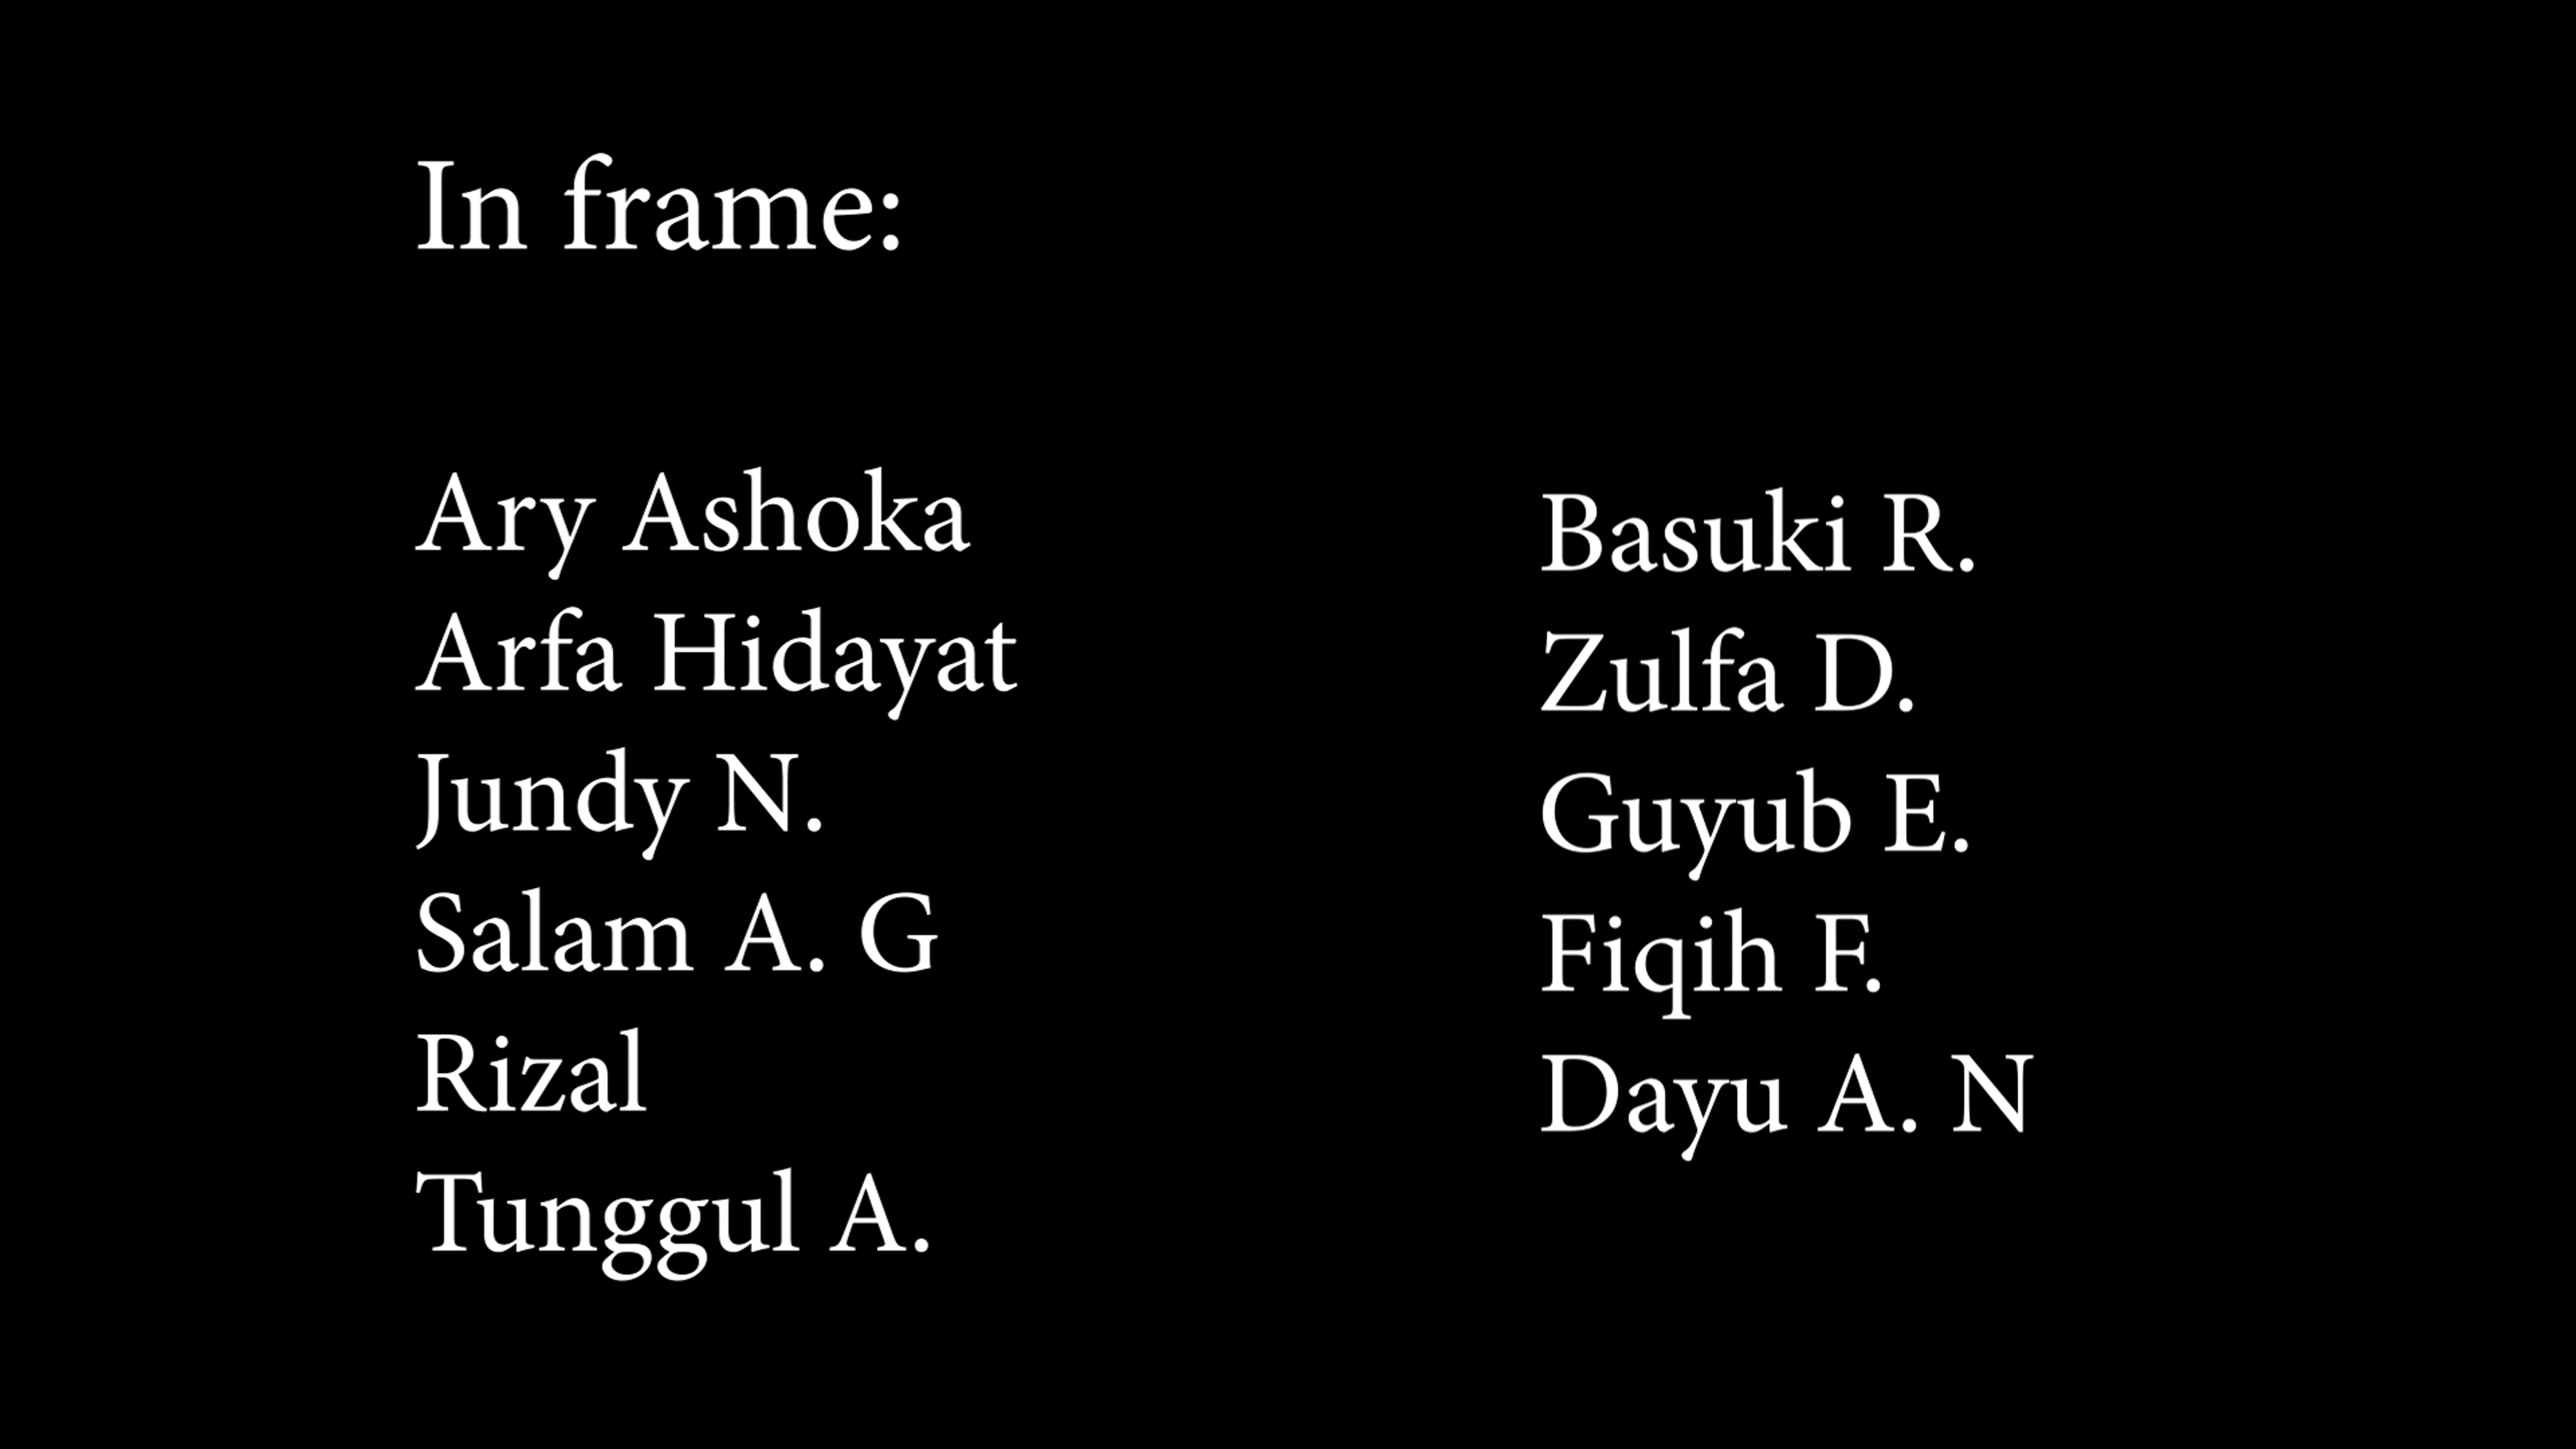 In frame:
Ary Ashoka
Arfa Hidayat
Jundy N.
Salam A. G
Rizal
Tunggul A.
Basuki R.
Zulfa D.
Guyub E.
Fiqih F.
Dayu A. N